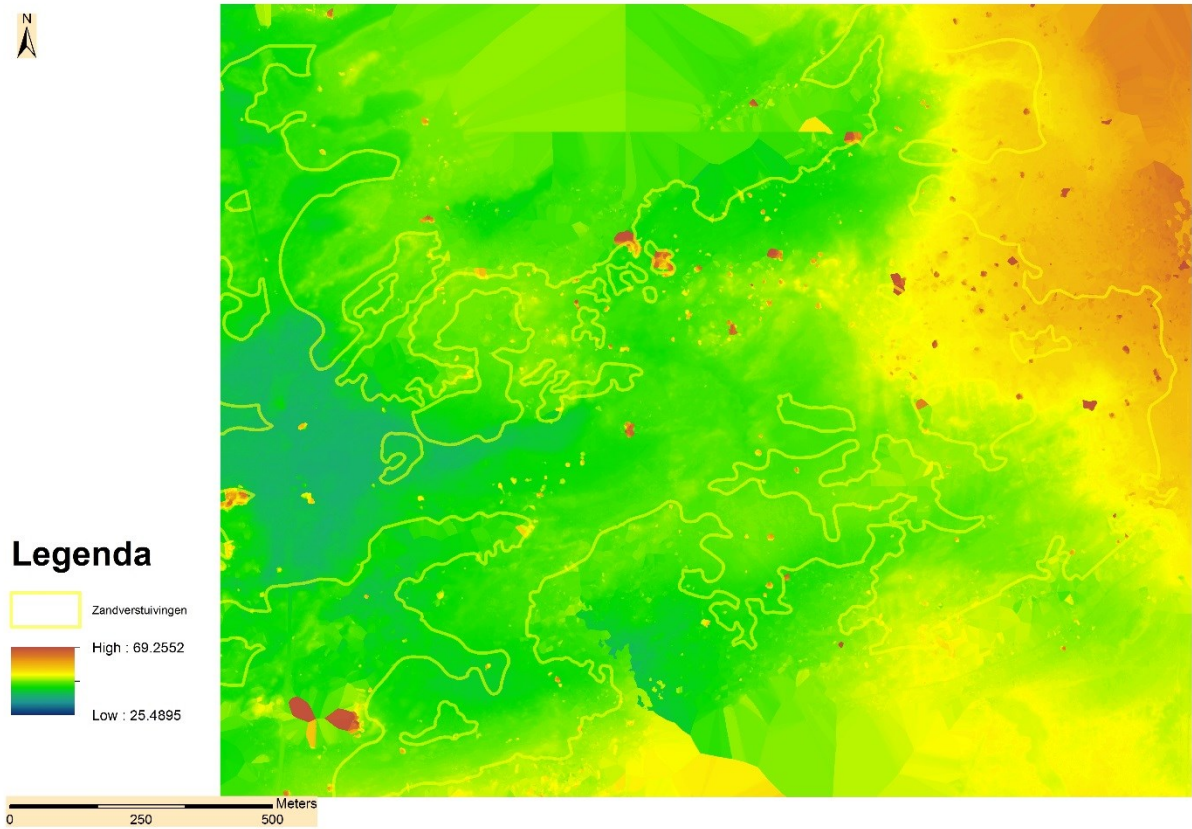 N
Legenda
Zandverstuivingen
High : 69.2552
Low : 25.4895
Meters
0 250 500